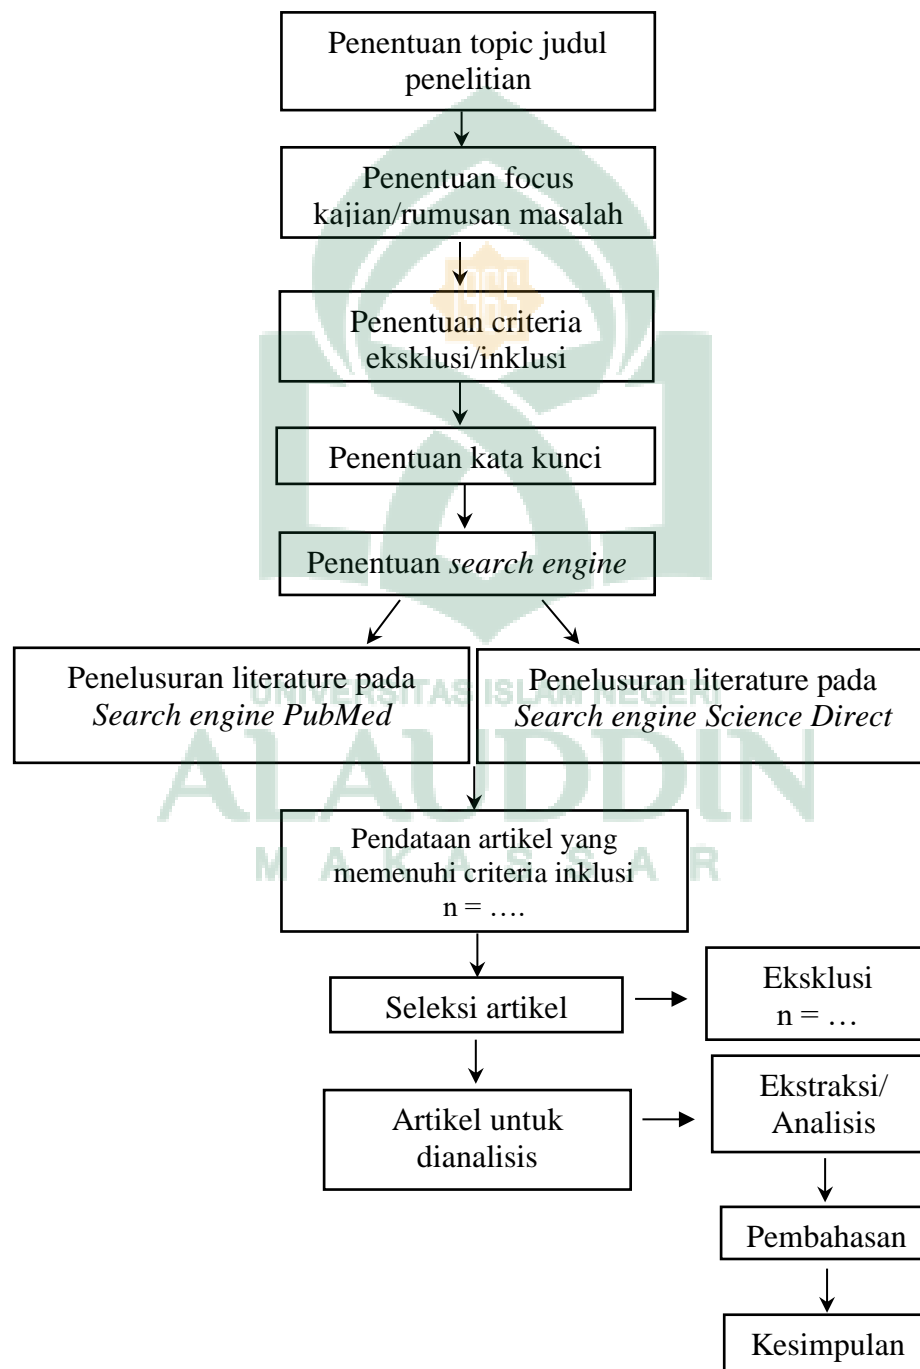 Penentuan topic judul
penelitian
Penentuan focus
kajian/rumusan masalah
1965
Penentuan criteria
eksklusi/inklusi
Penentuan kata kunci
Penentuan search engine
Penelusuran literature pada
Search engine PubMed
Penelusuran literature pada
Search engine Science Direct
UNIVERSITAS ISLAM NEGERI
ALAUDDIN
Pendataan artikel yang
memenuhi criteria inklusi
n = ….
MAKASSAR
Seleksi artikel
Eksklusi
n = …
Artikel untuk
dianalisis
Ekstraksi/
Analisis
Pembahasan
Kesimpulan